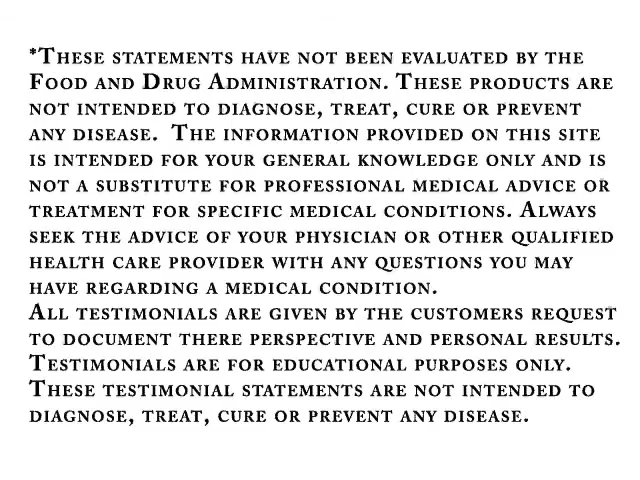 *These statements have not been evaluated by the
Food and Drug Administration. These products are
not intended to diagnose, treat, cure or prevent
any disease.  The information provided on this site
is intended for your general knowledge only and is
not a substitute for professional medical advice or
treatment for specific medical conditions. Always
seek the advice of your physician or other qualified
health care provider with any questions you may
have regarding a medical condition.
All testimonials are given by the customers request
to document there perspective and personal results.
Testimonials are for educational purposes only.
These testimonial statements are not intended to
diagnose, treat, cure or prevent any disease.